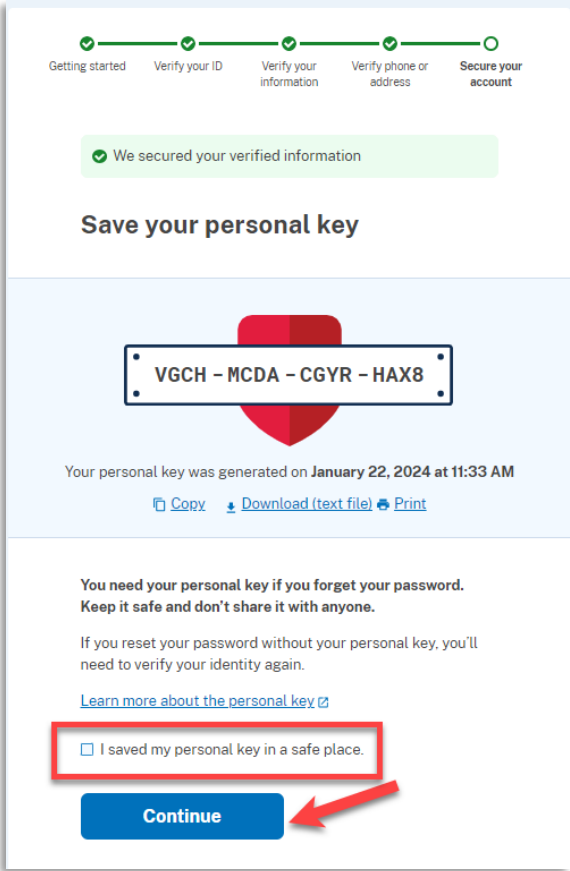 Getting started
Verify your ID
Verify your
information
Verify phone or
address
Secure your
account
We secured your verified information
Save your personal key
VGCH – MCDA – CGYR – HAX8
Your personal key was generated on January 22, 2024 at 11:33 AM
Copy Download (text file) Print
You need your personal key if you forget your password.
Keep it safe and don't share it with anyone.
If you reset your password without your personal key, you'll
need to verify your identity again.
Learn more about the personal key
I saved my personal key in a safe place.
Continue